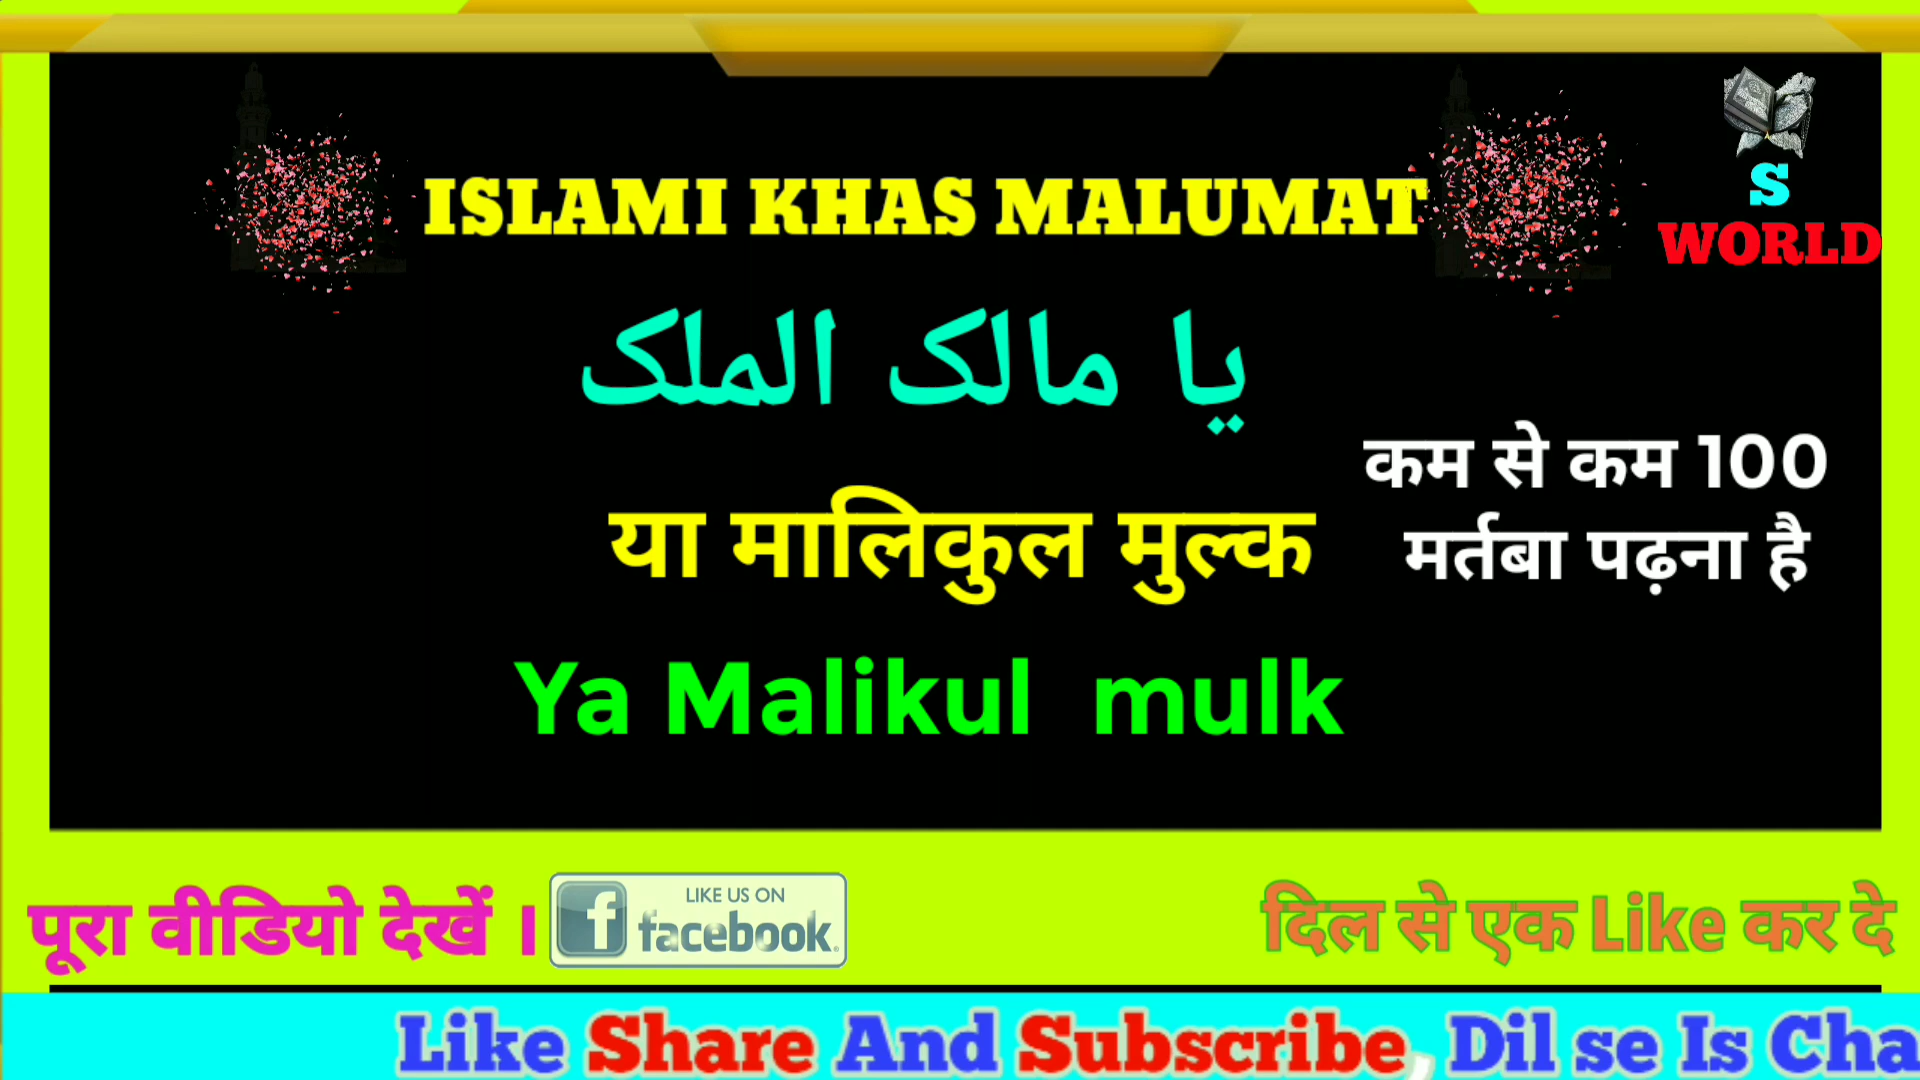 ISLAMI KHAS MALUMAT
S
WORLD
یا مالک الملک
कम से कम 100
मर्तबा पढ़ना है
या मालिकुल मुल्क
Ya Malikul mulk
पूरा वीडियो देखें ।
LIKE US ON
facebook
दिल से एक Like कर दे
Like Share And Subscribe, Dil se Is Cha